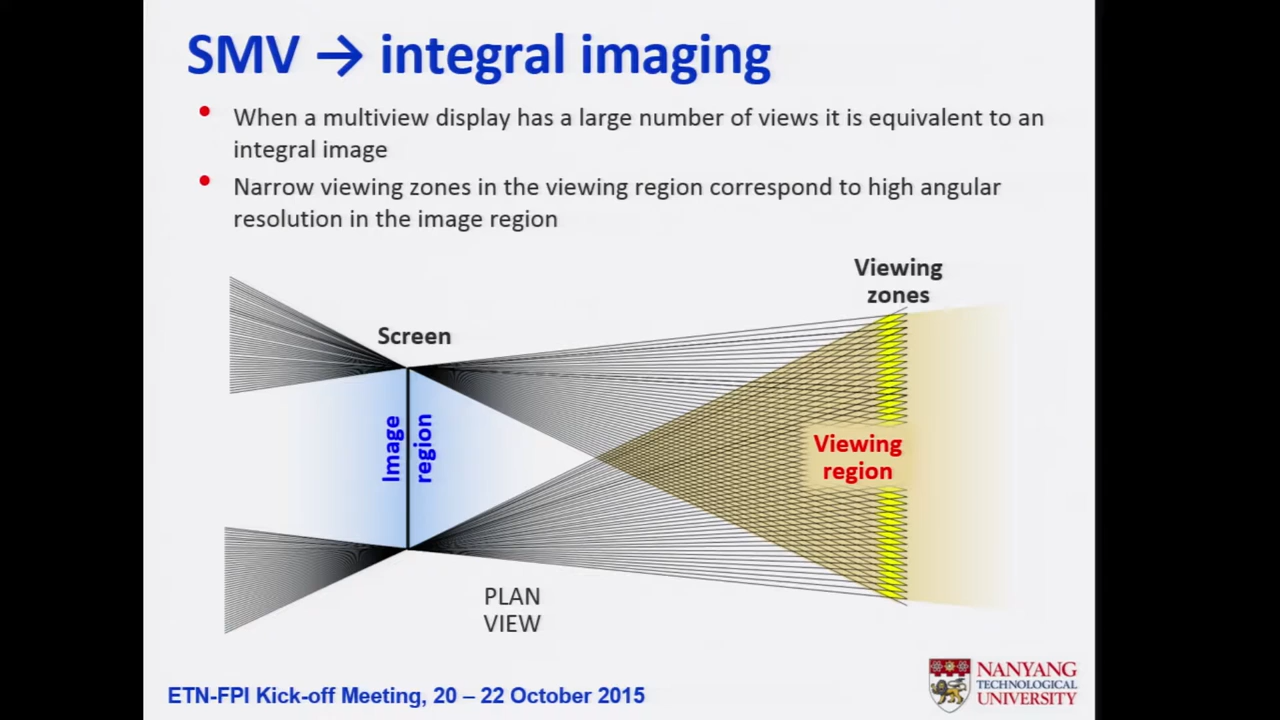 SMV → integral imaging
• When a multiview display has a large number of views it is equivalent to an
integral image
• Narrow viewing zones in the viewing region correspond to high angular
resolution in the image region
Viewing
zones
Screen
Image
region
Viewing
region
PLAN
VIEW
ETN-FPI Kick-off Meeting, 20 – 22 October 2015
NANYANG
TECHNOLOGICAL
UNIVERSITY